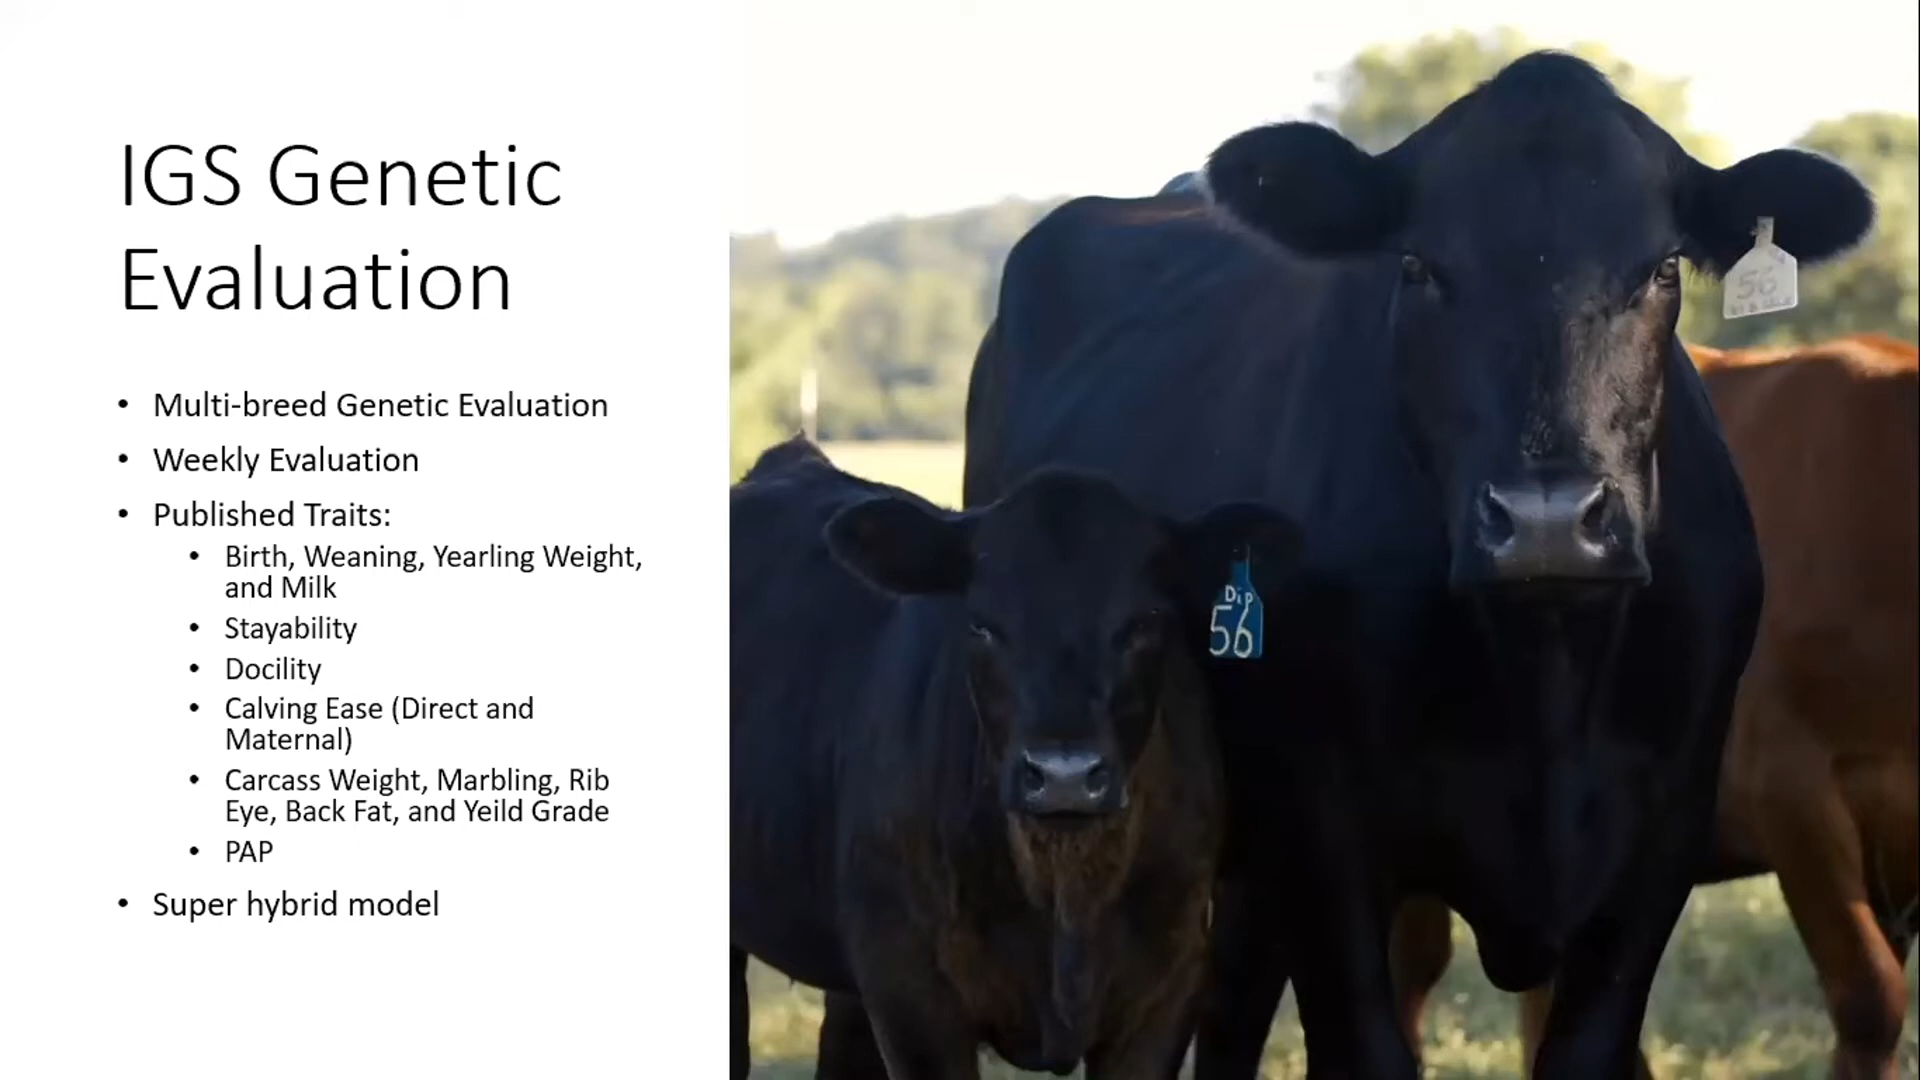 IGS Genetic
Evaluation
• Multi-breed Genetic Evaluation
• Weekly Evaluation
• Published Traits:
• Birth, Weaning, Yearling Weight,
and Milk
• Stayability
• Docility
• Calving Ease (Direct and
Maternal)
• Carcass Weight, Marbling, Rib
Eye, Back Fat, and Yeild Grade
• PAP
• Super hybrid model
Dip
56
56